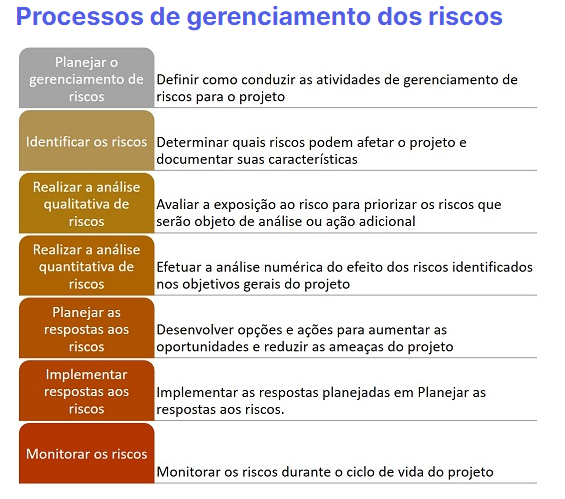 Processos de gerenciamento dos riscos
Planejar o
gerenciamento de
riscos
Definir como conduzir as atividades de gerenciamento de
riscos para o projeto
Identificar os riscos
Determinar quais riscos podem afetar o projeto e
documentar suas características
Realizar a análise
qualitativa de
riscos
Avaliar a exposição ao risco para priorizar os riscos que
serão objeto de análise ou ação adicional
Realizar a análise
quantitativa de
riscos
Efetuar a análise numérica do efeito dos riscos identificados
nos objetivos gerais do projeto
Planejar as
respostas aos
riscos
Desenvolver opções e ações para aumentar as
oportunidades e reduzir as ameaças do projeto
Implementar
respostas aos
riscos
Implementar as respostas planejadas em Planejar as
respostas aos riscos.
Monitorar os riscos
Monitorar os riscos durante o ciclo de vida do projeto